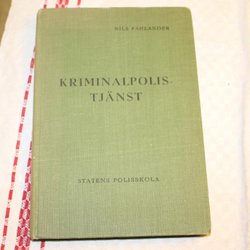 NILS FAHLANDER
KRIMINALPOLIS-
TJÄNST
STATENS POLISSKOLA